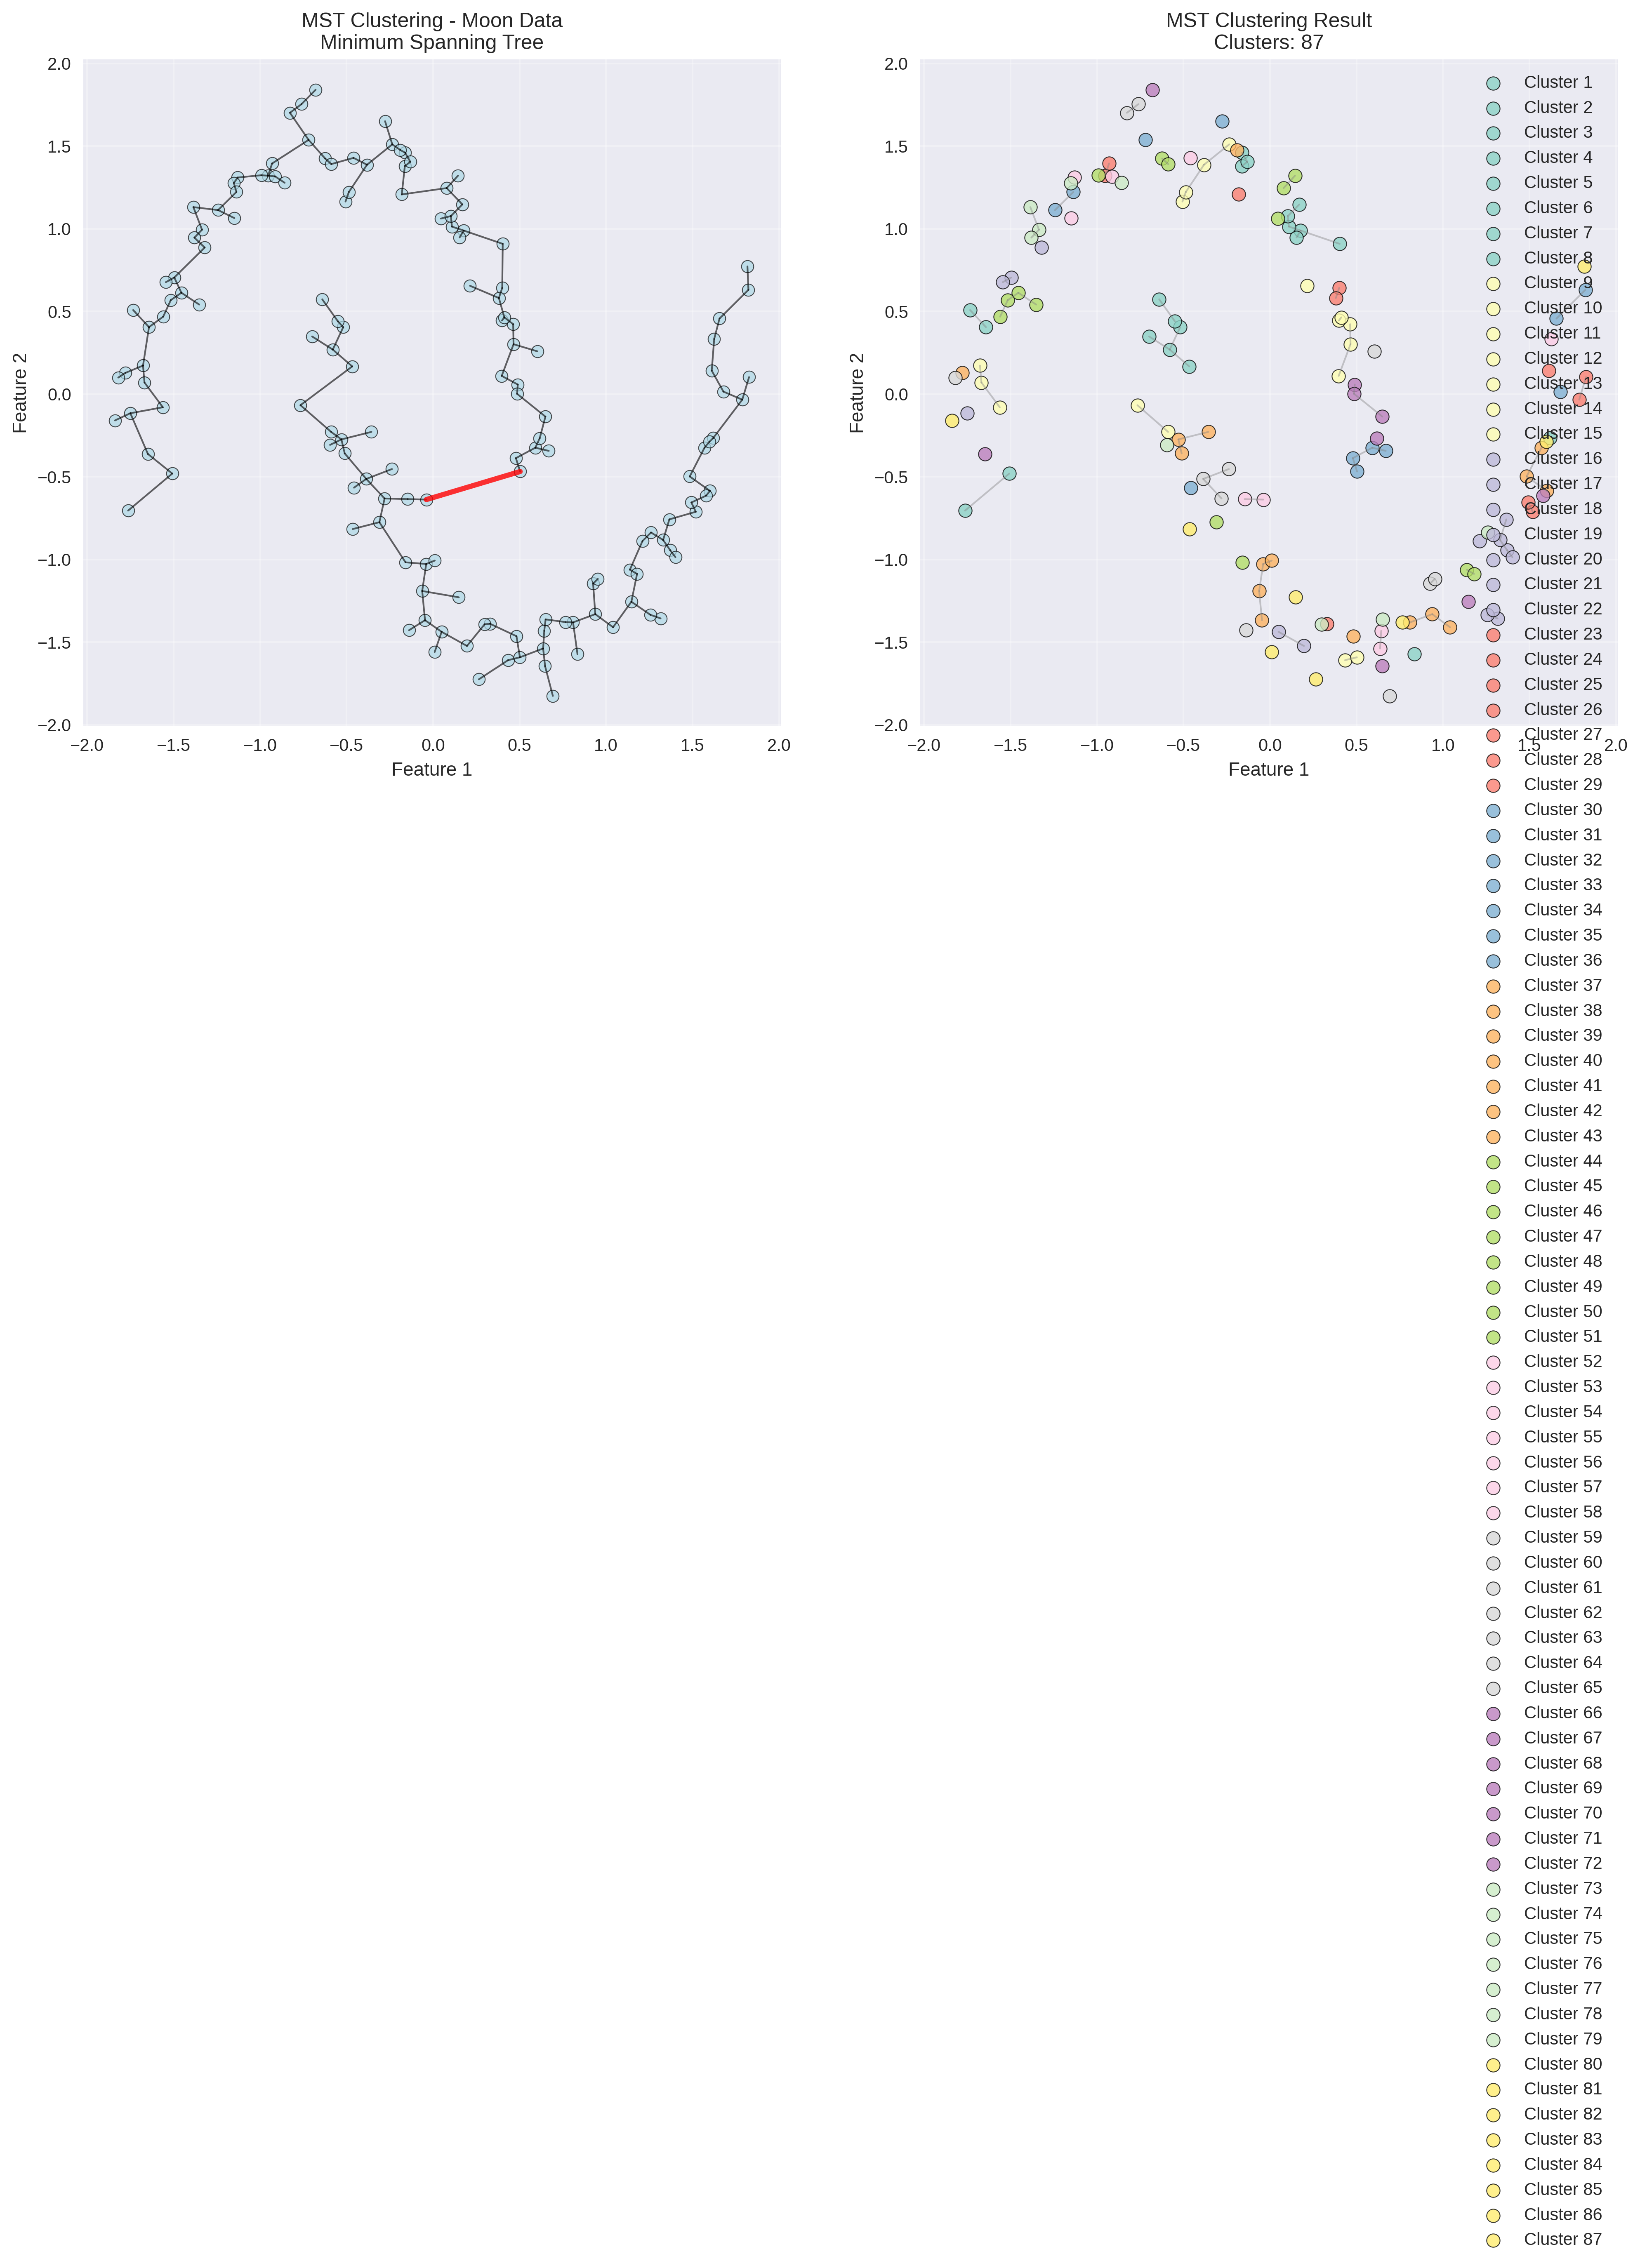 MST Clustering - Moon Data
Minimum Spanning Tree
2.0
1.5
1.0
0.5
0.0
−0.5
−1.0
−1.5
−2.0
Feature 2
−2.0 −1.5 −1.0 −0.5 0.0 0.5 1.0 1.5 2.0
Feature 1
MST Clustering Result
Clusters: 87
2.0
1.5
1.0
0.5
0.0
−0.5
−1.0
−1.5
−2.0
Feature 2
−2.0 −1.5 −1.0 −0.5 0.0 0.5 1.0 1.5 2.0
Feature 1
Cluster 1
Cluster 2
Cluster 3
Cluster 4
Cluster 5
Cluster 6
Cluster 7
Cluster 8
Cluster 9
Cluster 10
Cluster 11
Cluster 12
Cluster 13
Cluster 14
Cluster 15
Cluster 16
Cluster 17
Cluster 18
Cluster 19
Cluster 20
Cluster 21
Cluster 22
Cluster 23
Cluster 24
Cluster 25
Cluster 26
Cluster 27
Cluster 28
Cluster 29
Cluster 30
Cluster 31
Cluster 32
Cluster 33
Cluster 34
Cluster 35
Cluster 36
Cluster 37
Cluster 38
Cluster 39
Cluster 40
Cluster 41
Cluster 42
Cluster 43
Cluster 44
Cluster 45
Cluster 46
Cluster 47
Cluster 48
Cluster 49
Cluster 50
Cluster 51
Cluster 52
Cluster 53
Cluster 54
Cluster 55
Cluster 56
Cluster 57
Cluster 58
Cluster 59
Cluster 60
Cluster 61
Cluster 62
Cluster 63
Cluster 64
Cluster 65
Cluster 66
Cluster 67
Cluster 68
Cluster 69
Cluster 70
Cluster 71
Cluster 72
Cluster 73
Cluster 74
Cluster 75
Cluster 76
Cluster 77
Cluster 78
Cluster 79
Cluster 80
Cluster 81
Cluster 82
Cluster 83
Cluster 84
Cluster 85
Cluster 86
Cluster 87